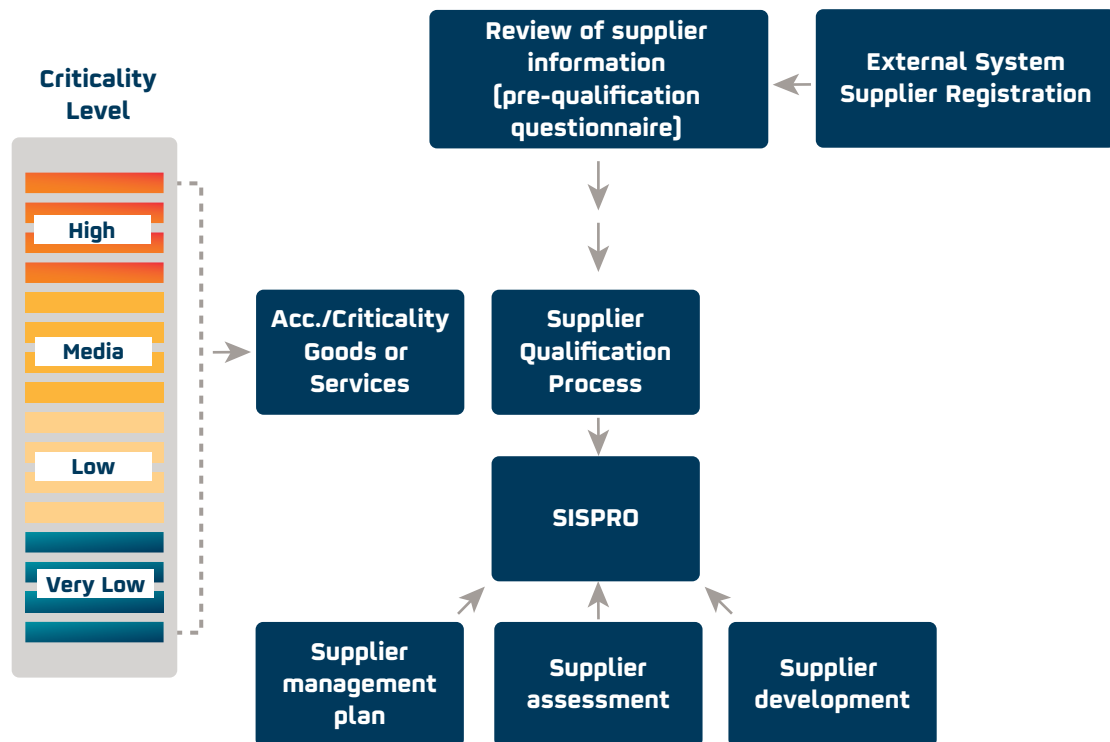 Criticality
Level
High
Media
Low
Very Low
Review of supplier
information
(pre-qualification
questionnaire)
External System
Supplier Registration
Acc./Criticality
Goods or
Services
Supplier
Qualification
Process
SISPRO
Supplier
management
plan
Supplier
assessment
Supplier
development